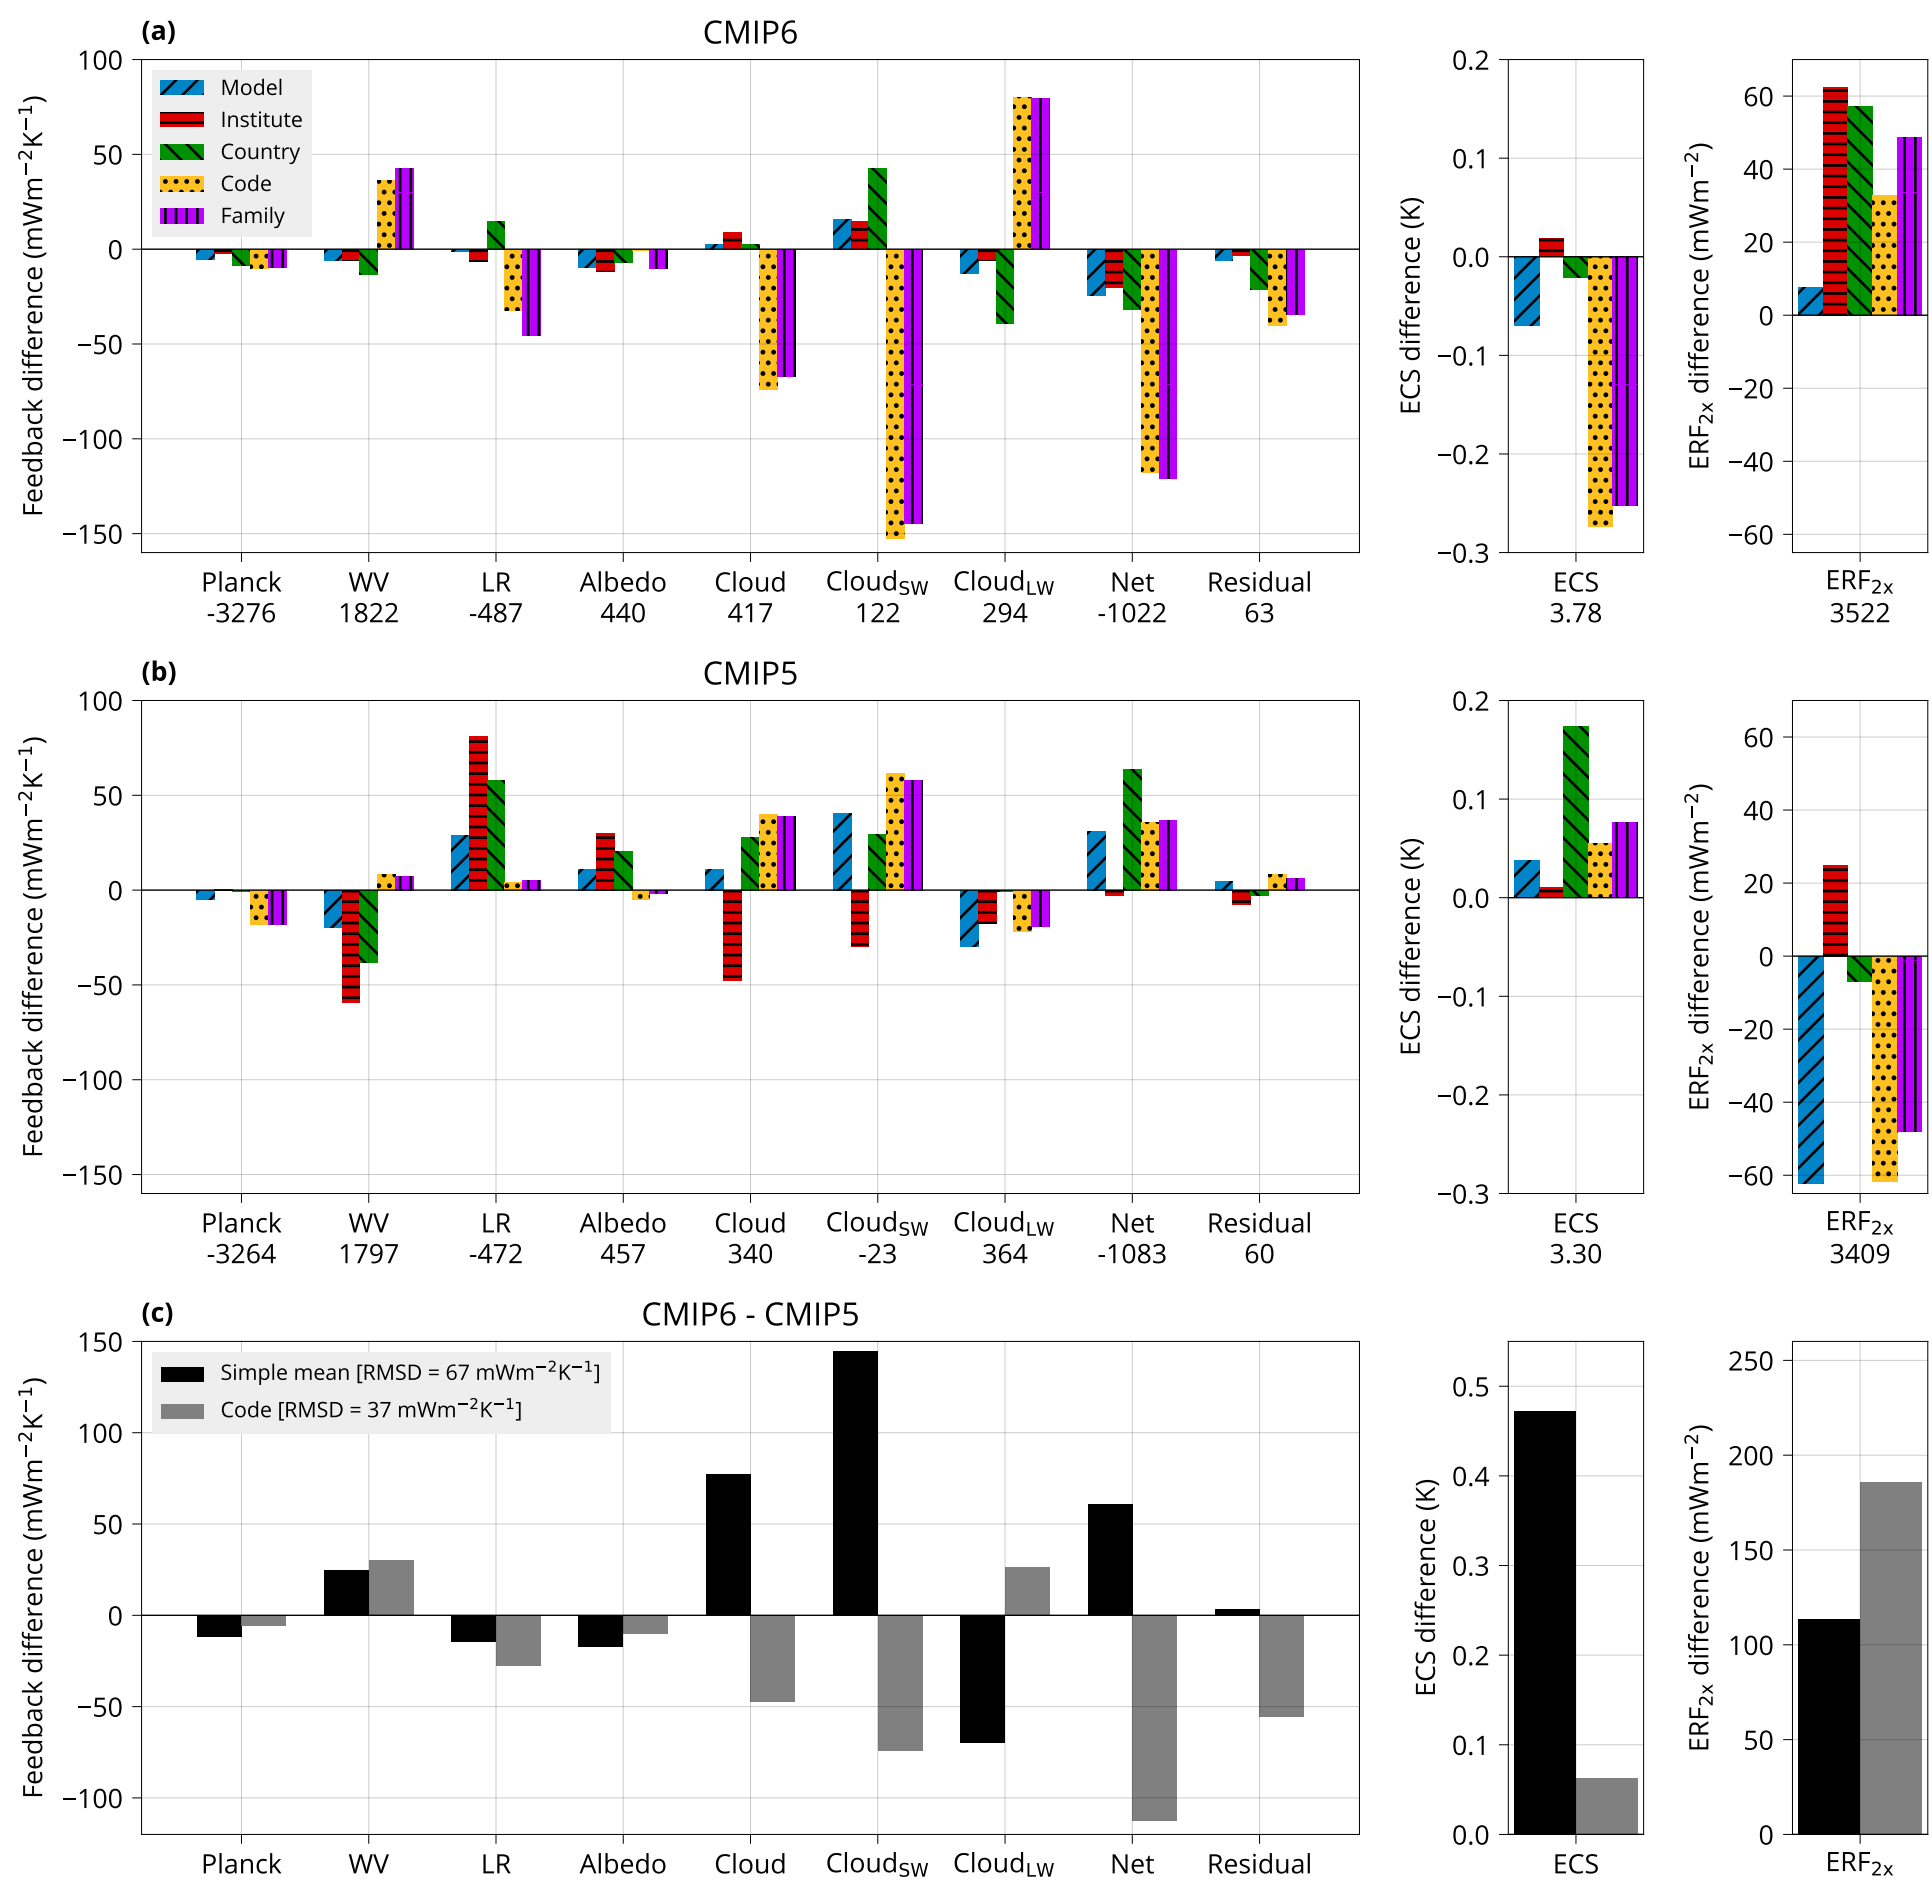 (a)
CMIP6
Feedback difference (mWm−2K−1)
100
50
0
−50
−100
−150
Model
Institute
Country
Code
Family
Planck WV LR Albedo Cloud CloudSW CloudLW Net Residual
-3276 1822 -487 440 417 122 294 -1022 63
ECS difference (K)
0.2
0.1
0.0
−0.1
−0.2
−0.3
ECS
3.78
ERF2x difference (mWm−2)
60
40
20
0
−20
−40
−60
ERF2x
3522
(b)
CMIP5
Feedback difference (mWm−2K−1)
100
50
0
−50
−100
−150
Planck WV LR Albedo Cloud CloudSW CloudLW Net Residual
-3264 1797 -472 457 340 -23 364 -1083 60
ECS difference (K)
0.2
0.1
0.0
−0.1
−0.2
−0.3
ECS
3.30
ERF2x difference (mWm−2)
60
40
20
0
−20
−40
−60
ERF2x
3409
(c)
CMIP6 - CMIP5
Feedback difference (mWm−2K−1)
150
100
50
0
−50
−100
Simple mean [RMSD = 67 mWm−2K−1]
Code [RMSD = 37 mWm−2K−1]
Planck WV LR Albedo Cloud CloudSW CloudLW Net Residual
ECS difference (K)
0.5
0.4
0.3
0.2
0.1
0.0
ECS
ERF2x difference (mWm−2)
250
200
150
100
50
0
ERF2x